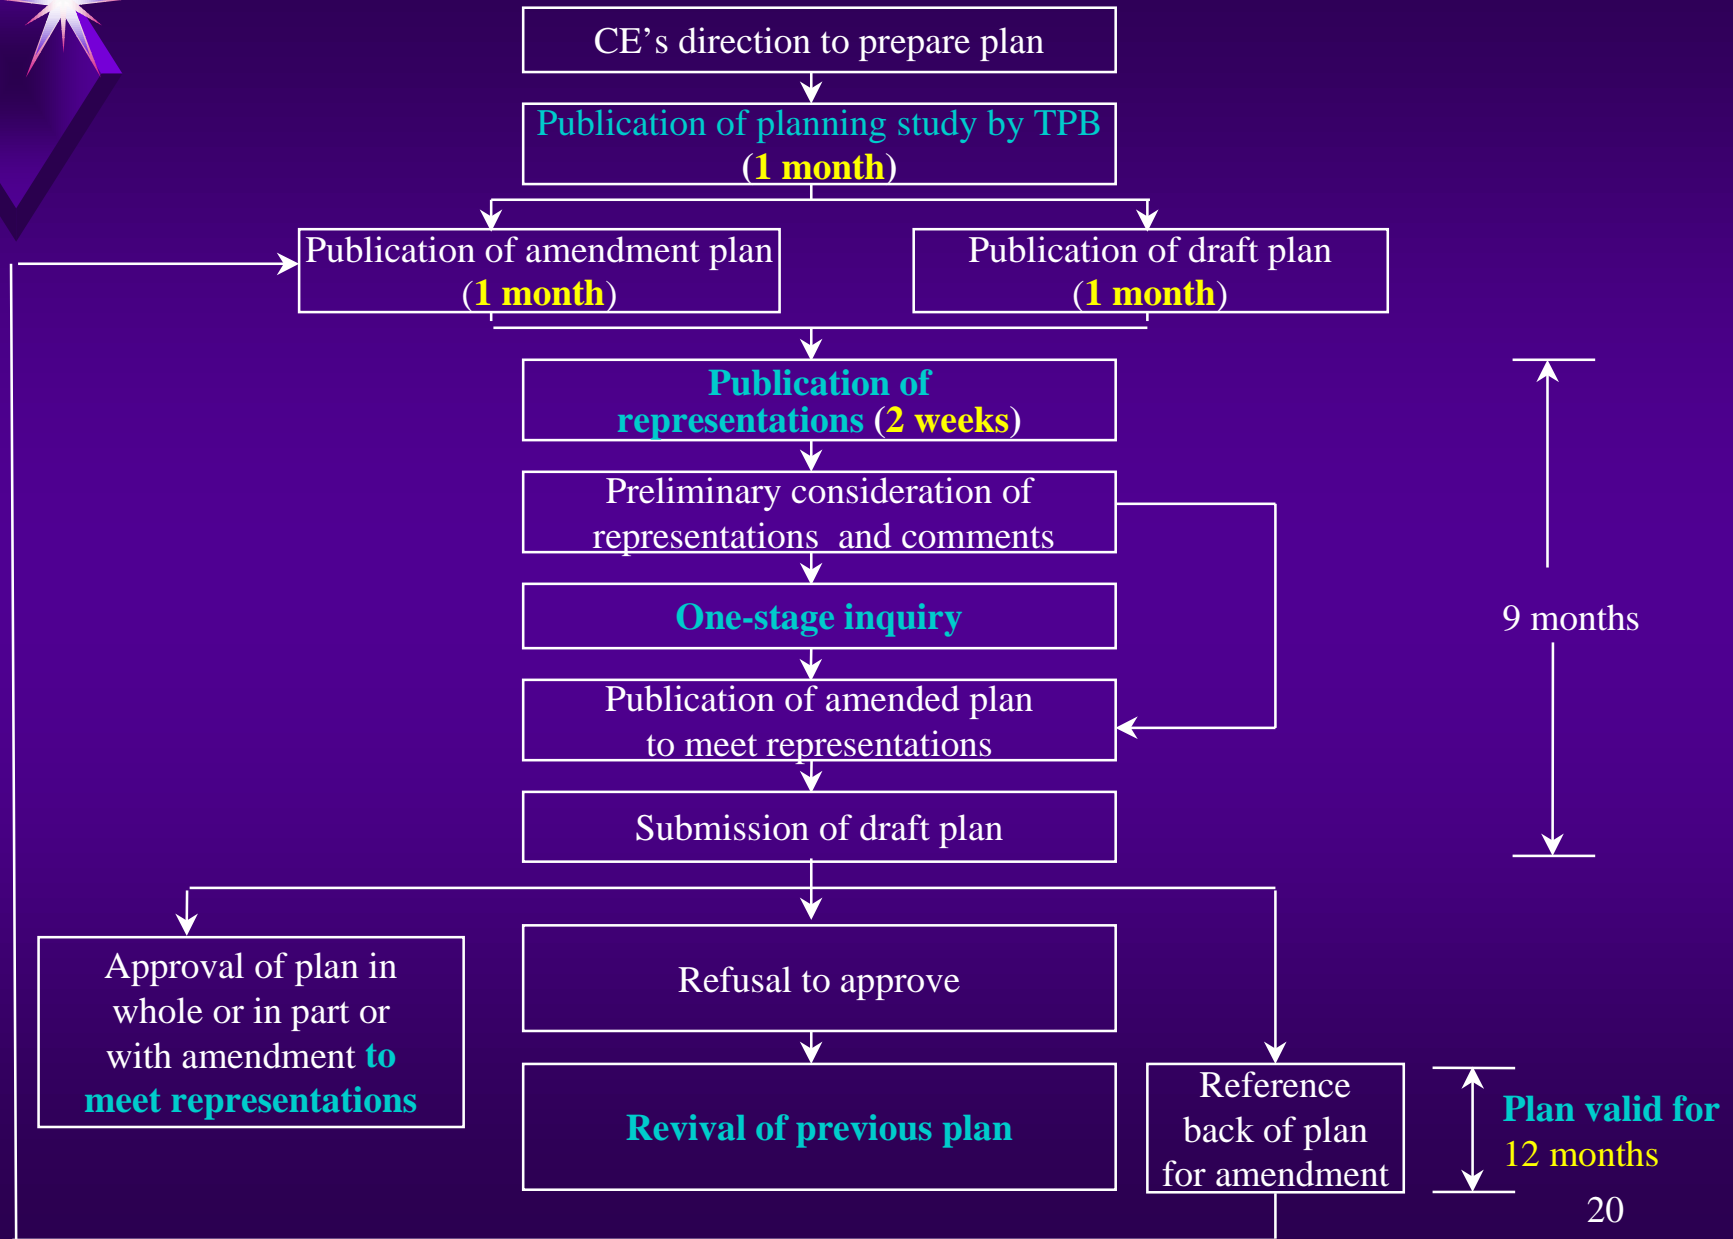 CE’s direction to prepare plan
Publication of planning study by TPB
(1 month)
Publication of amendment plan
(1 month)
Publication of draft plan
(1 month)
Publication of
representations (2 weeks)
Preliminary consideration of
representations  and comments
One-stage inquiry
Publication of amended plan
to meet representations
Submission of draft plan
9 months
Approval of plan in
whole or in part or
with amendment to
meet representations
Refusal to approve
Revival of previous plan
Reference
back of plan
for amendment
Plan valid for
12 months
20